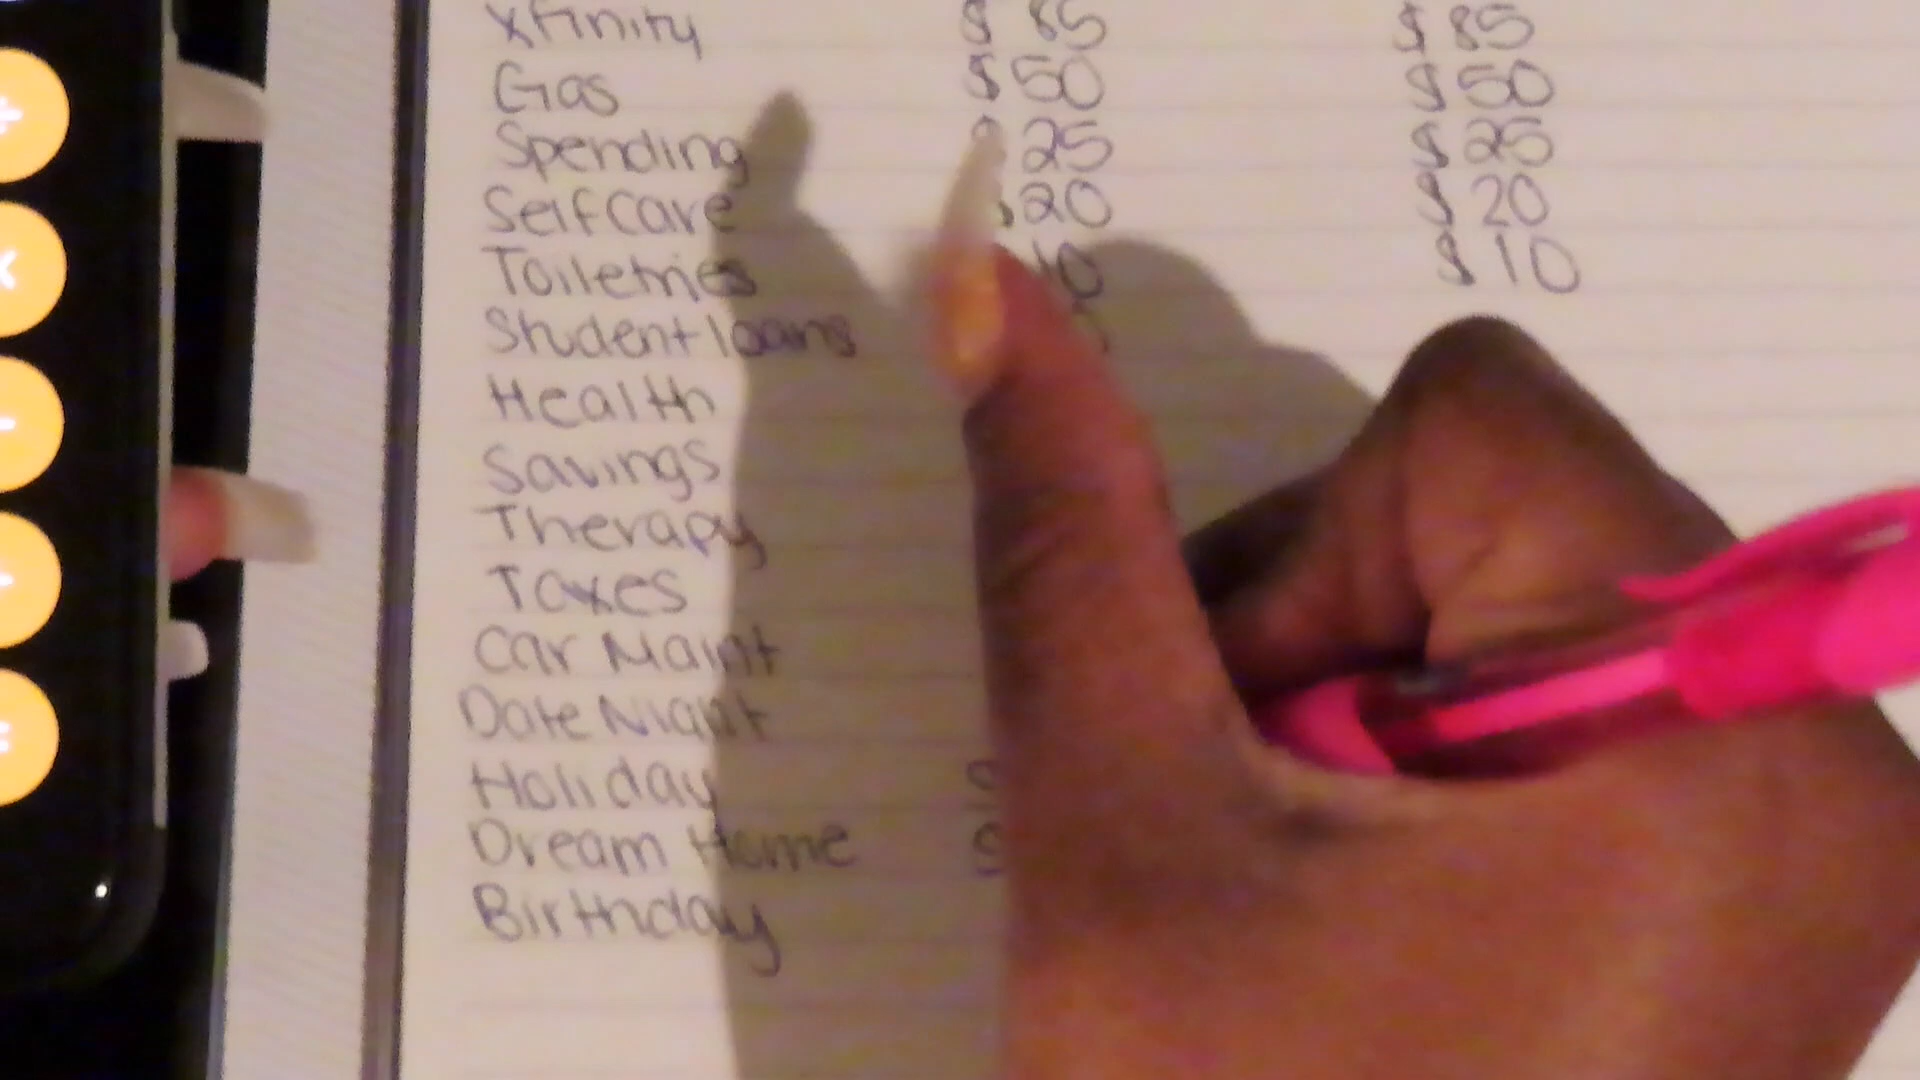 Xfinity $ 85 $ 85
Gas $ 50 $ 50
Spending $ 25 $ 25
Selfcare $ 20 $ 20
Toiletries 10 $ 10
Student loans
Health
Savings
Therapy
Taxes
Car Maint
Date Night
Holiday
Dream Home
Birthday